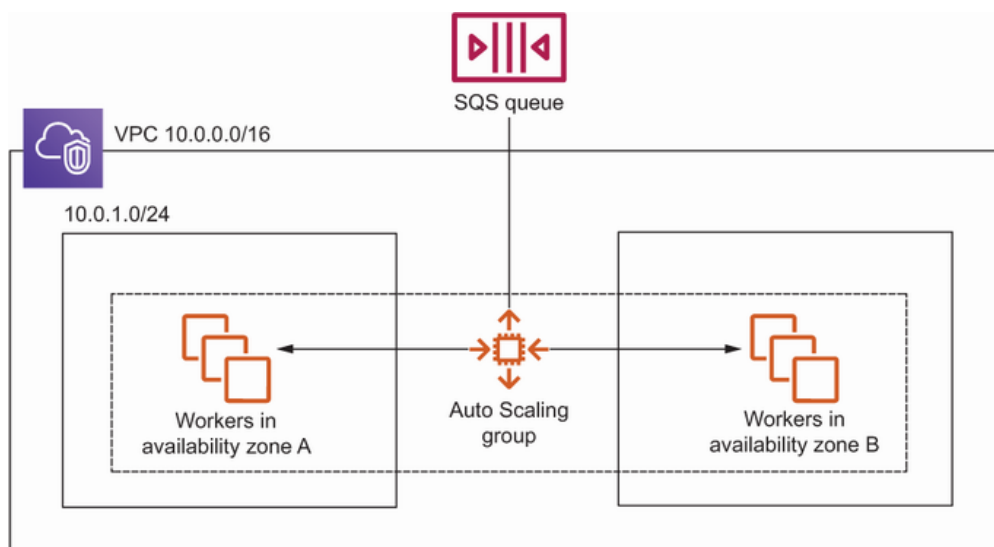 SQS queue
VPC 10.0.0.0/16
10.0.1.0/24
Workers in
availability zone A
Auto Scaling
group
Workers in
availability zone B